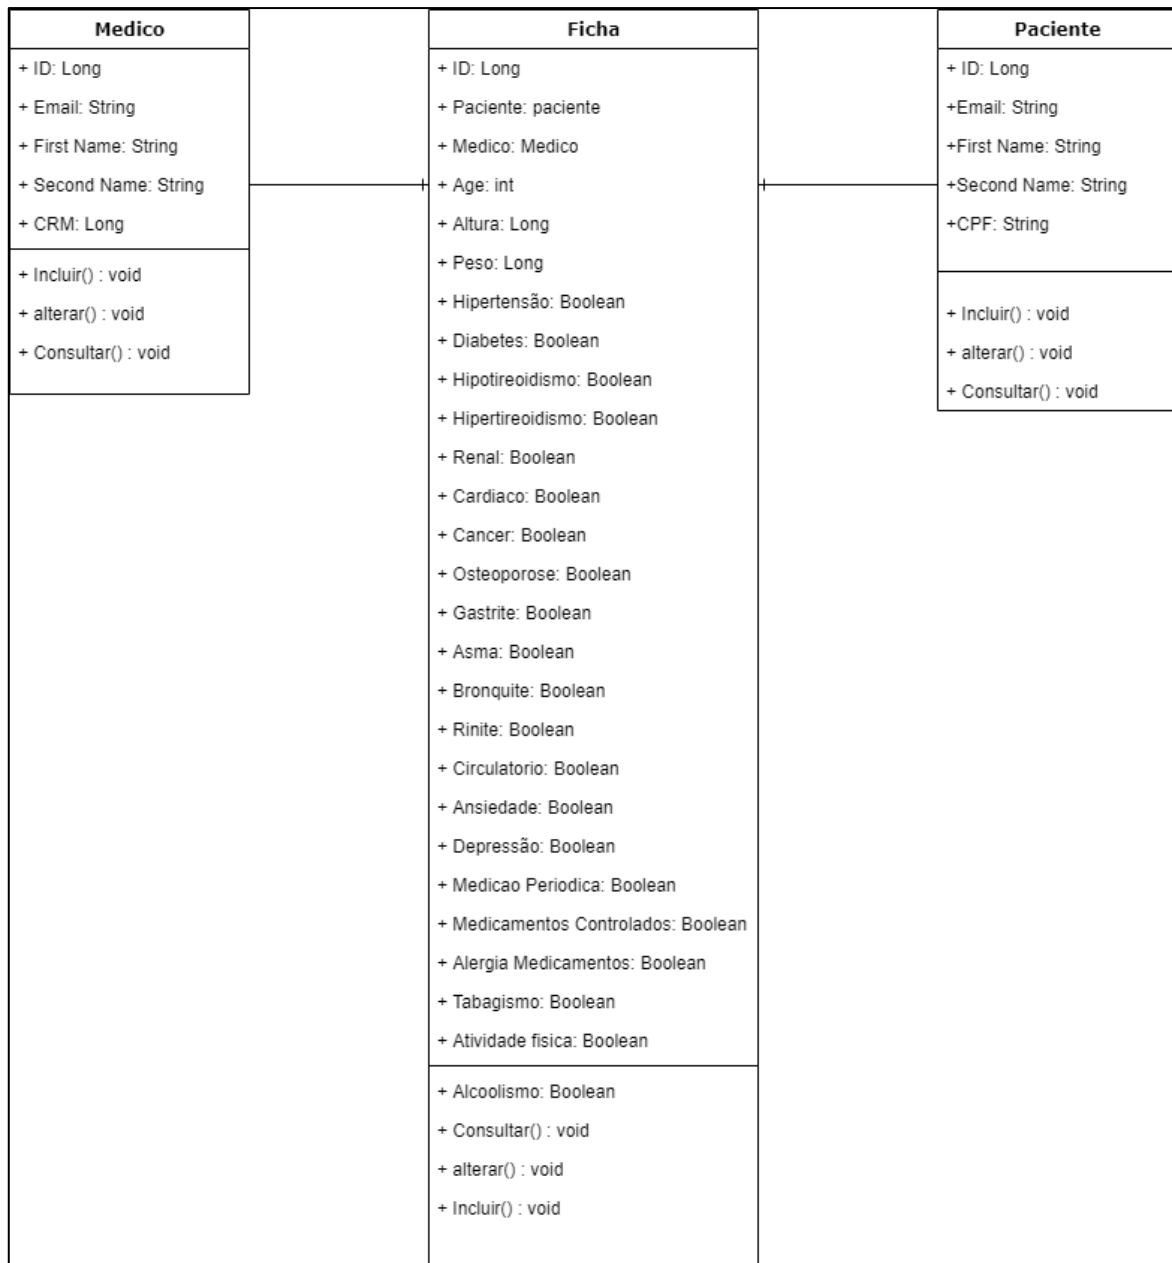 Medico
+ ID: Long
+ Email: String
+ First Name: String
+ Second Name: String
+ CRM: Long
+ Incluir() : void
+ alterar() : void
+ Consultar() : void
Ficha
+ ID: Long
+ Paciente: paciente
+ Medico: Medico
+ Age: int
+ Altura: Long
+ Peso: Long
+ Hipertensão: Boolean
+ Diabetes: Boolean
+ Hipotireoidismo: Boolean
+ Hipertireoidismo: Boolean
+ Renal: Boolean
+ Cardiaco: Boolean
+ Cancer: Boolean
+ Osteoporose: Boolean
+ Gastrite: Boolean
+ Asma: Boolean
+ Bronquite: Boolean
+ Rinite: Boolean
+ Circulatorio: Boolean
+ Ansiedade: Boolean
+ Depressão: Boolean
+ Medicao Periodica: Boolean
+ Medicamentos Controlados: Boolean
+ Alergia Medicamentos: Boolean
+ Tabagismo: Boolean
+ Atividade fisica: Boolean
+ Alcoolismo: Boolean
+ Consultar() : void
+ alterar() : void
+ Incluir() : void
Paciente
+ ID: Long
+Email: String
+First Name: String
+Second Name: String
+CPF: String
+ Incluir() : void
+ alterar() : void
+ Consultar() : void